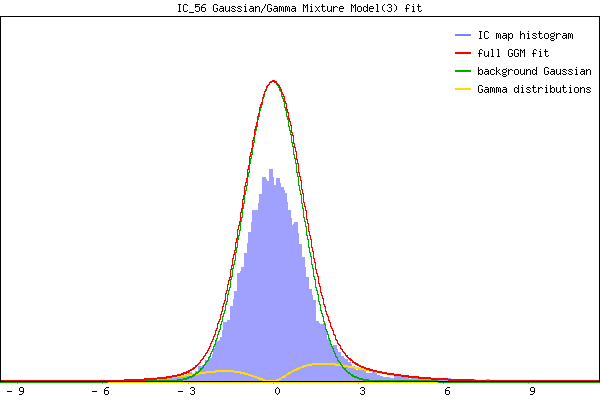 IC_56 Gaussian/Gamma Mixture Model(3) fit
IC map histogram
full GGM fit
background Gaussian
Gamma distributions
-9 -6 -3 0 3 6 9